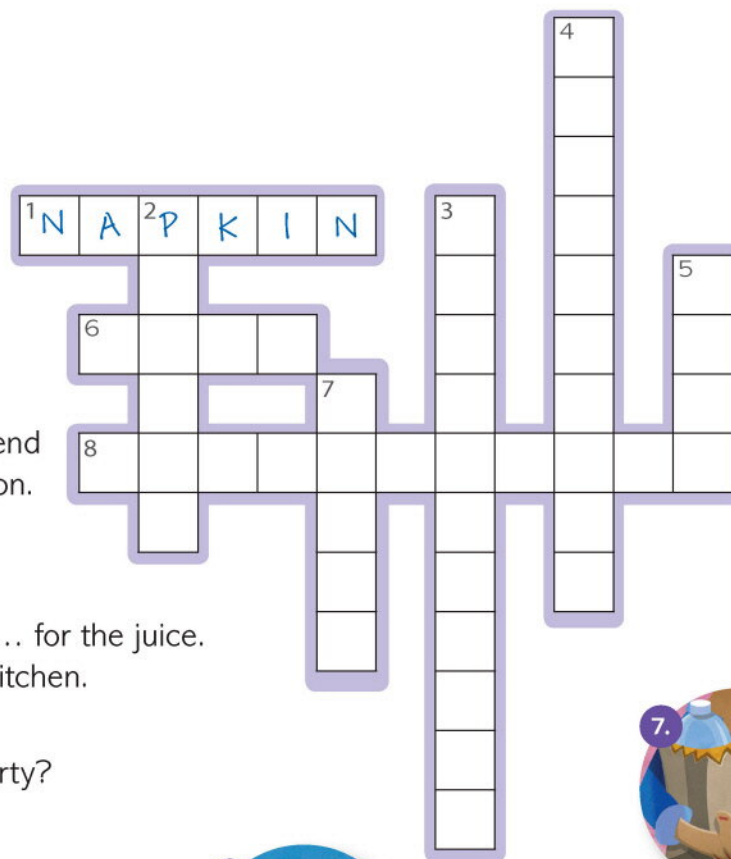 4
1 N A 2 P K I N
3
5
6
7
8
end
on.
... for the juice.
itchen.
rty?
7.